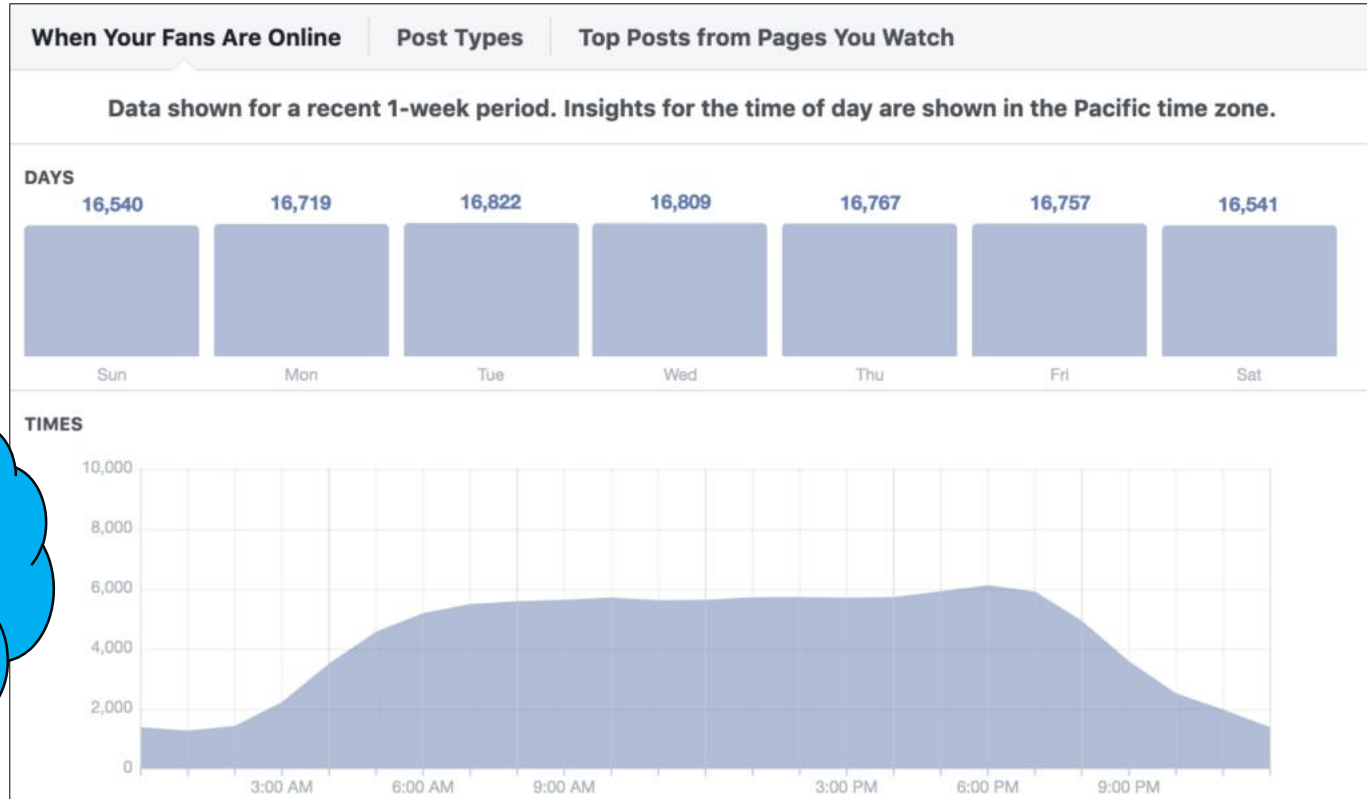 When Your Fans Are Online Post Types Top Posts from Pages You Watch
Data shown for a recent 1-week period. Insights for the time of day are shown in the Pacific time zone.
DAYS
16,540 16,719 16,822 16,809 16,767 16,757 16,541
Sun Mon Tue Wed Thu Fri Sat
TIMES
10,000
8,000
6,000
4,000
2,000
0
3:00 AM 6:00 AM 9:00 AM 3:00 PM 6:00 PM 9:00 PM